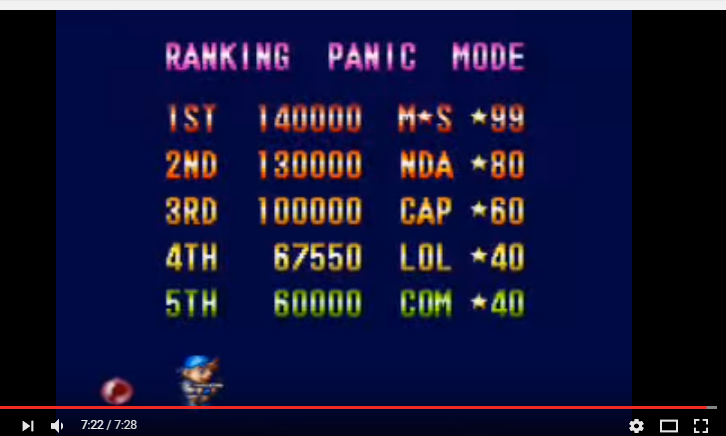 RANKING PANIC MODE
1ST 140000 M★S ★99
2ND 130000 NDA ★80
3RD 100000 CAP ★60
4TH 67550 LOL ★40
5TH 60000 COM ★40
7:22 / 7:28